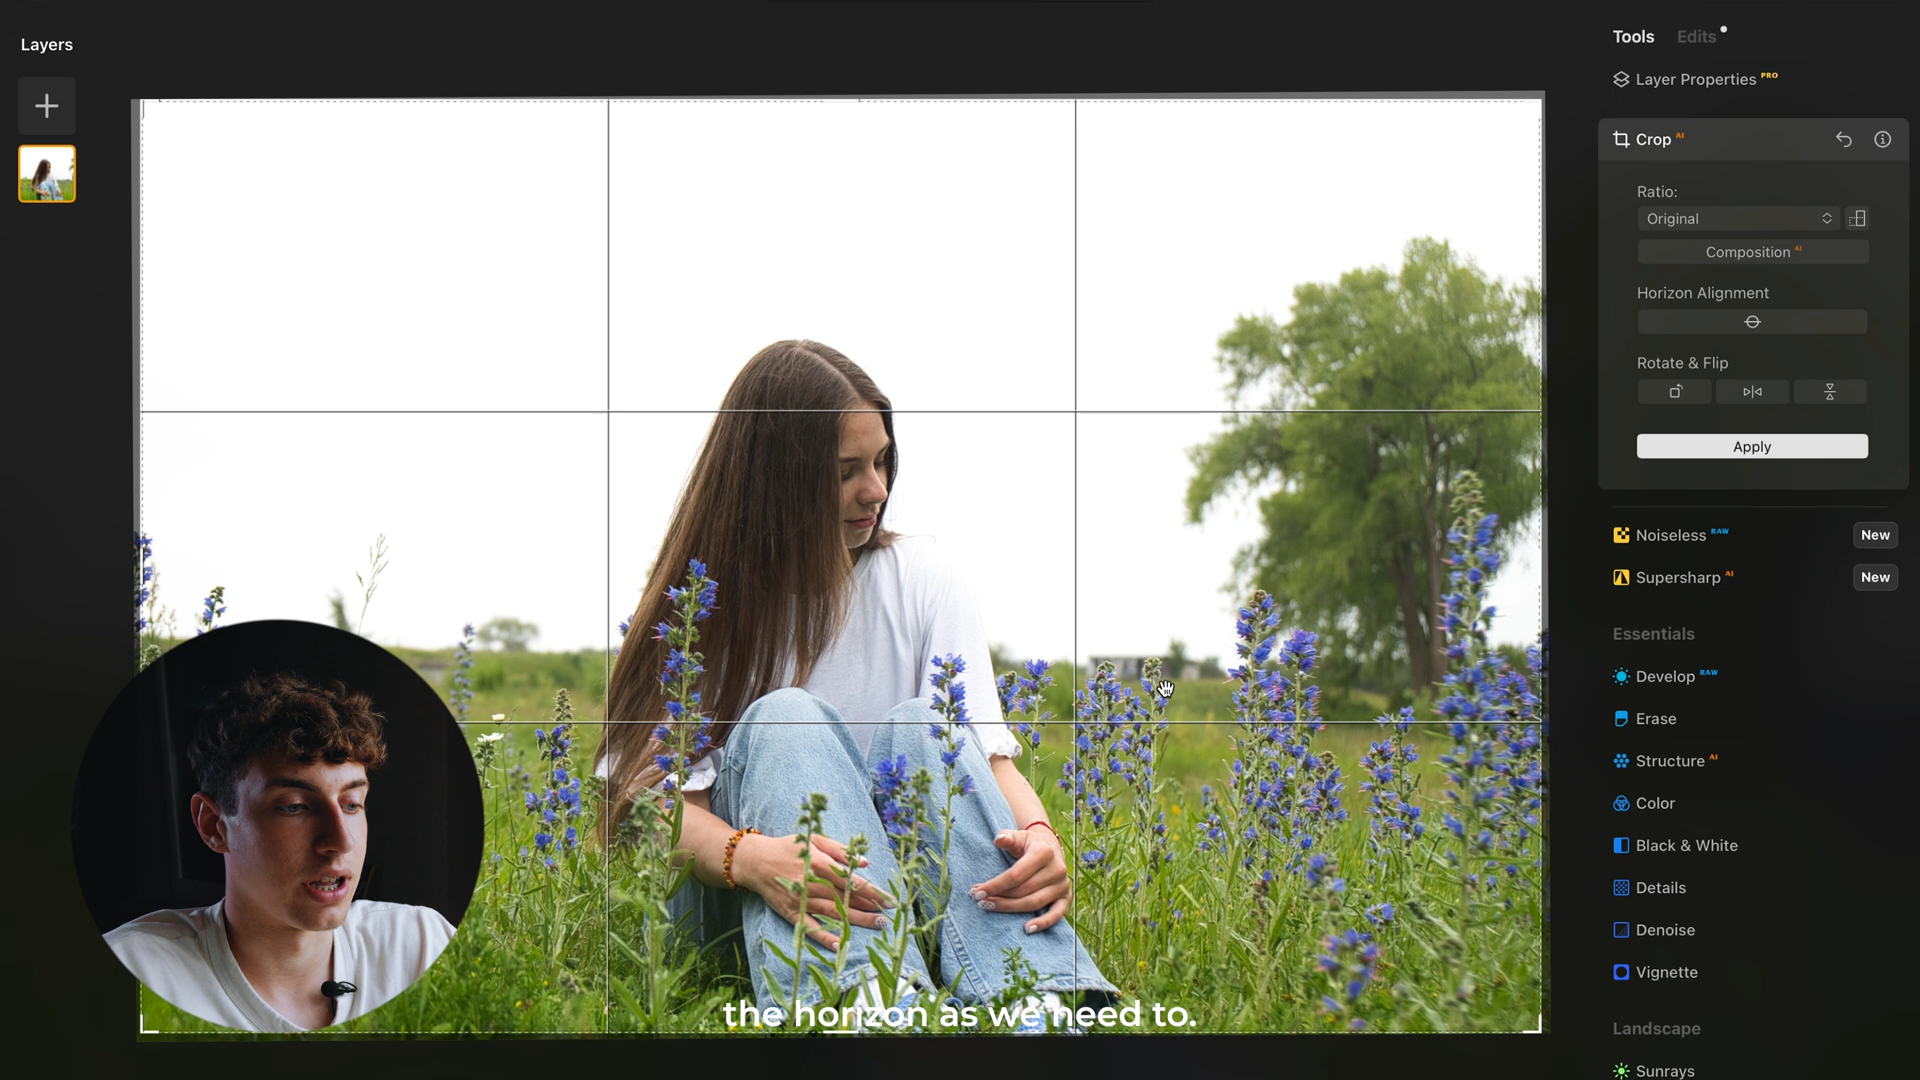 Layers
Tools Edits
Layer Properties PRO
Crop AI
Ratio:
Original
Composition AI
Horizon Alignment
Rotate & Flip
Apply
Noiseless RAW New
Supersharp AI New
Essentials
Develop RAW
Erase
Structure AI
Color
Black & White
Details
Denoise
Vignette
Landscape
Sunrays
the horizon as we need to.